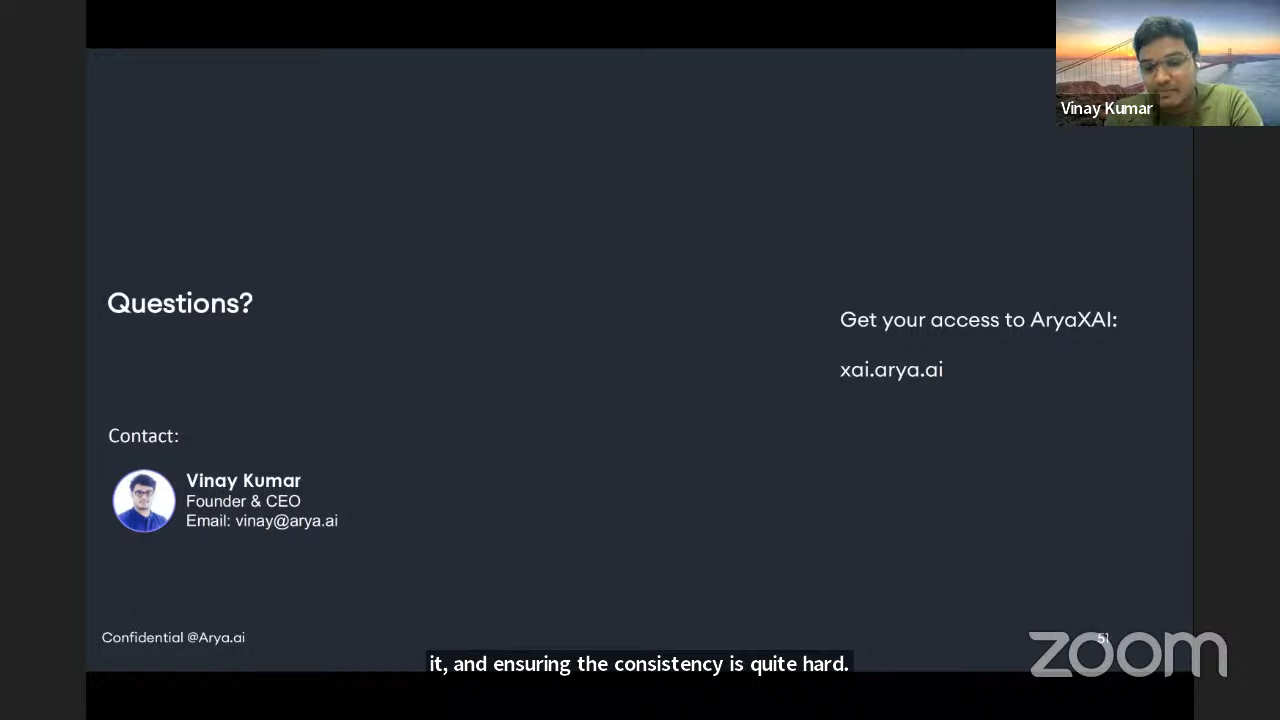 Vinay Kumar
Questions?
Get your access to AryaXAI:
xai.arya.ai
Contact:
Vinay Kumar
Founder & CEO
Email: vinay@arya.ai
Confidential @Arya.ai
51
zoom
it, and ensuring the consistency is quite hard.